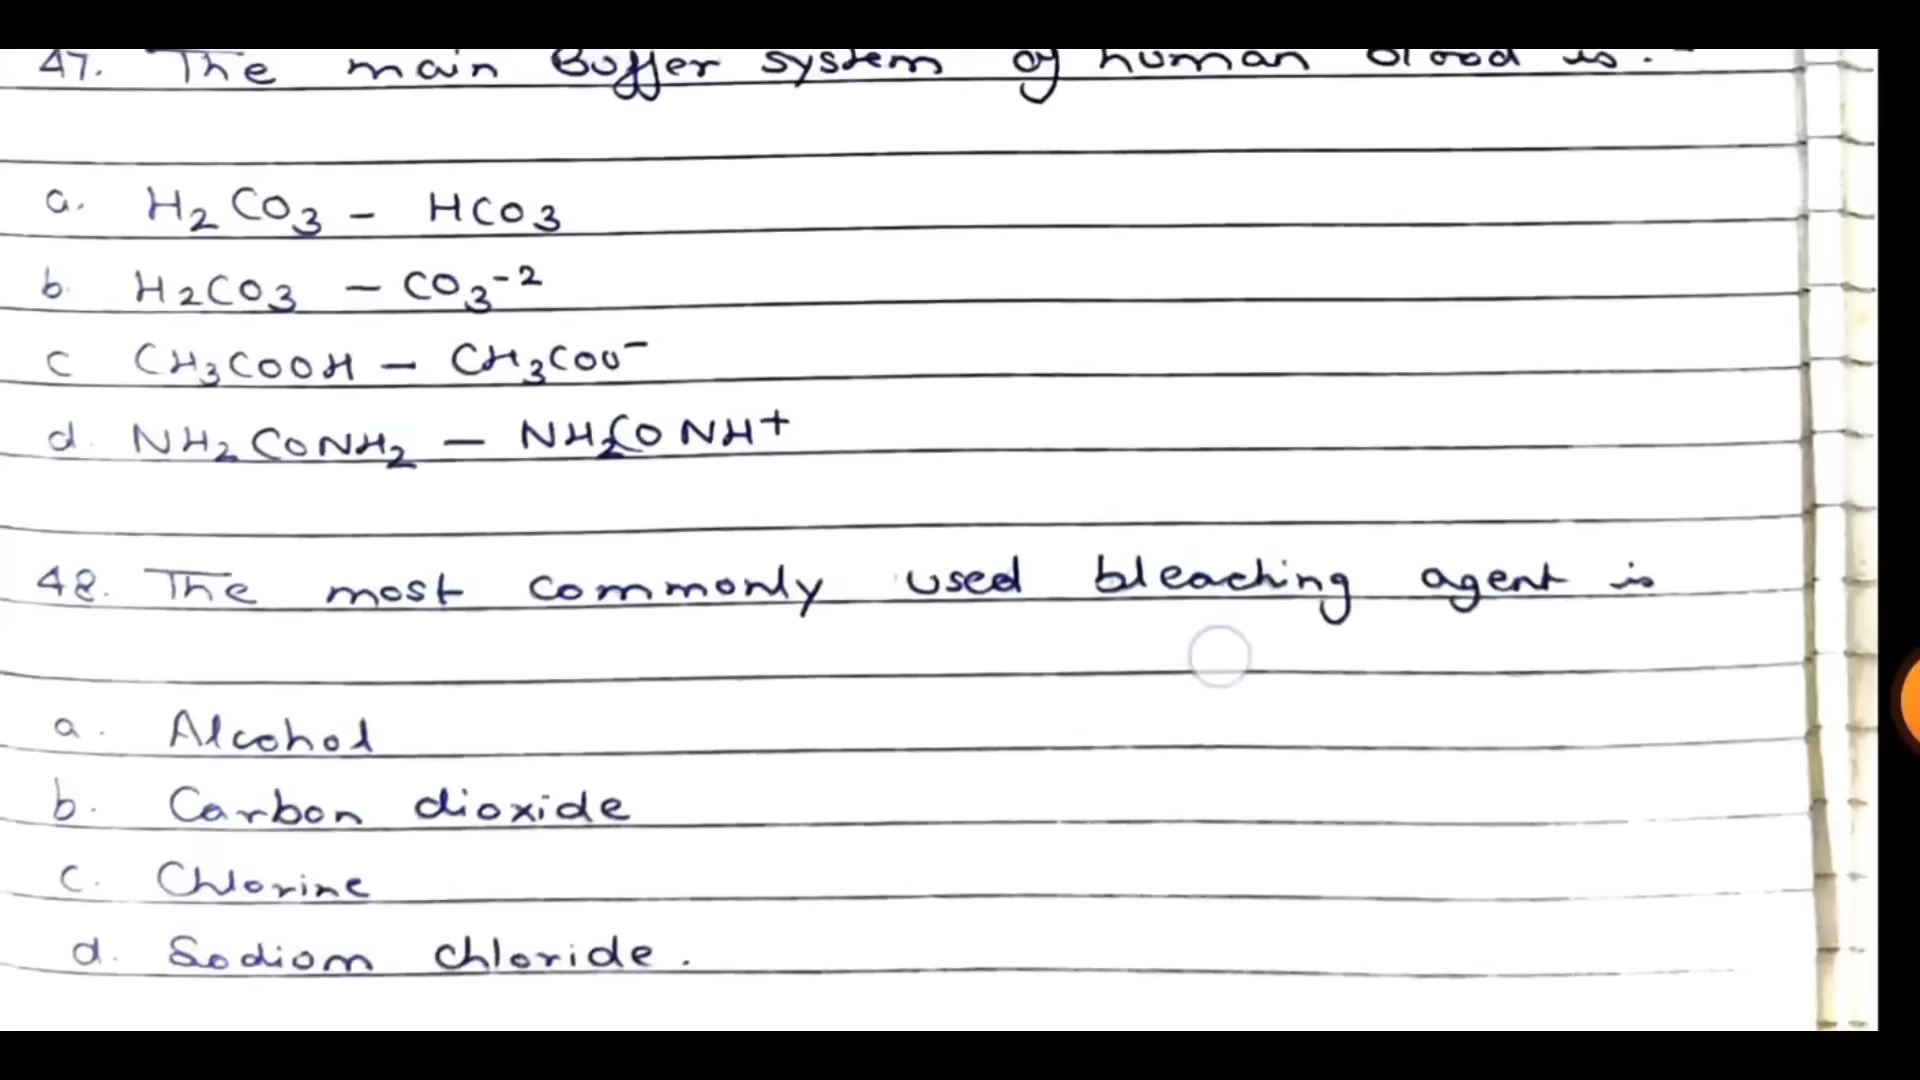 47. The main Buffer system of human blood is.
a. H2CO3 - HCO3
b. H2CO3 - CO3-2
c CH3COOH - CH3COO-
d. NH2CONH2 - NH2CONH+
48. The most commonly used bleaching agent is
a. Alcohol
b. Carbon dioxide
c. Chlorine
d. Sodium chloride.